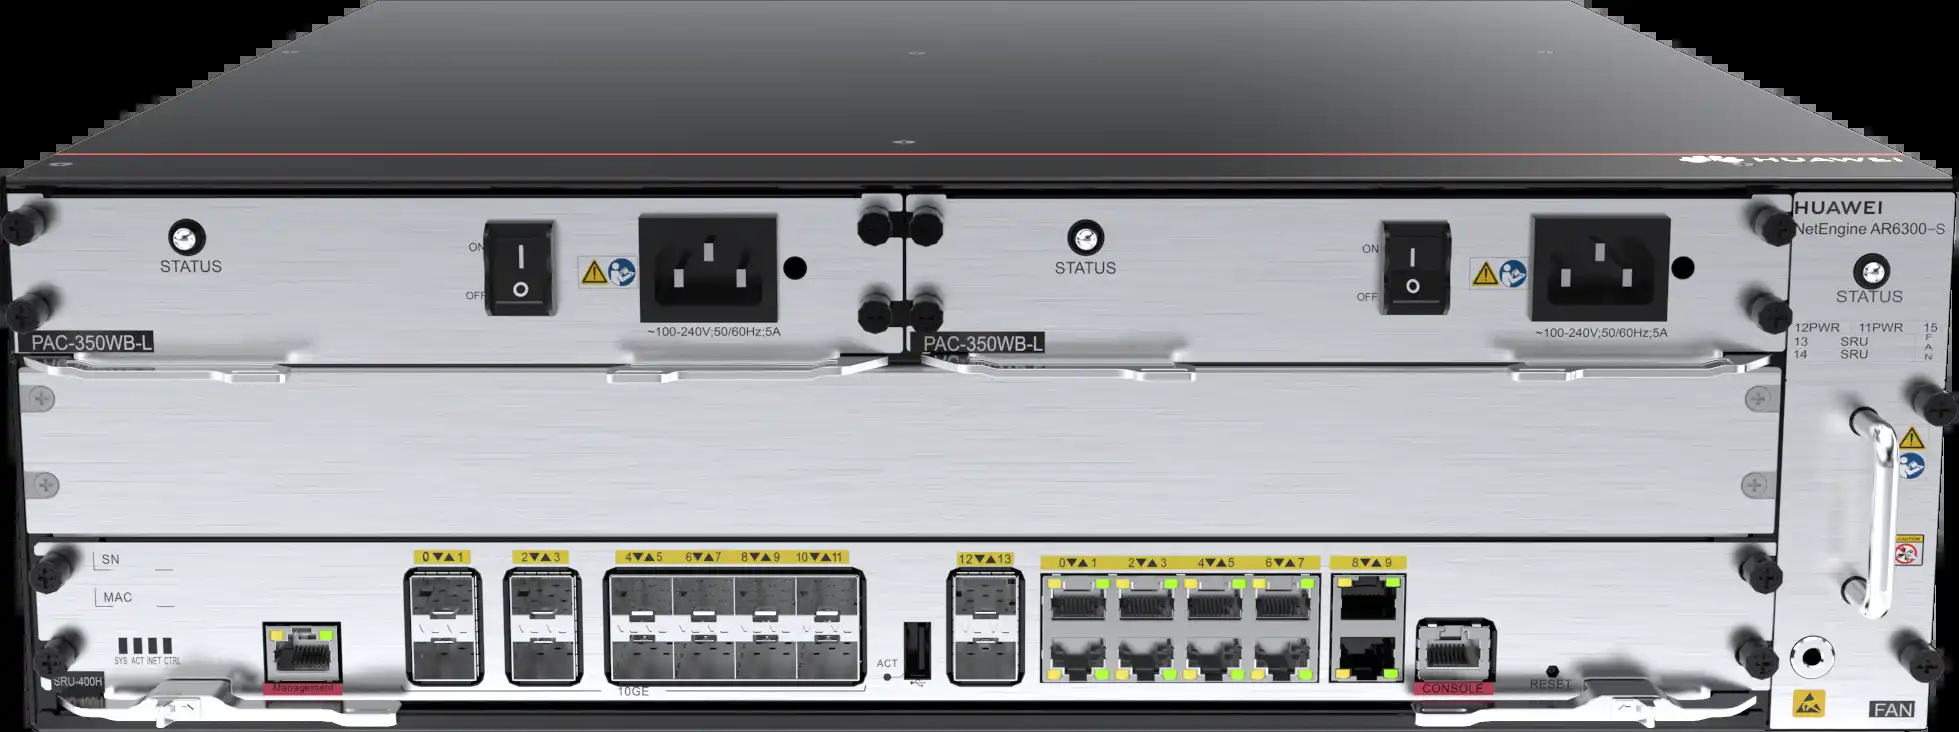 HUAWEI
HUAWEI
NetEngine AR6300-S
STATUS
ON
OFF
~100-240V;50/60Hz;5A
PAC-350WB-L
STATUS
ON
OFF
~100-240V;50/60Hz;5A
PAC-350WB-L
STATUS
12PWR 11PWR 15
13 SRU
14 SRU
FAN
CAUTION
SN
MAC
SYS ACT INET CTRL
SRU-400H
Management
0▼▲1
2▼▲3
4▼▲5 6▼▲7 8▼▲9 10▼▲11
10GE
ACT
12▼▲13
0▼▲1 2▼▲3 4▼▲5 6▼▲7
8▼▲9
CONSOLE
RESET
FAN